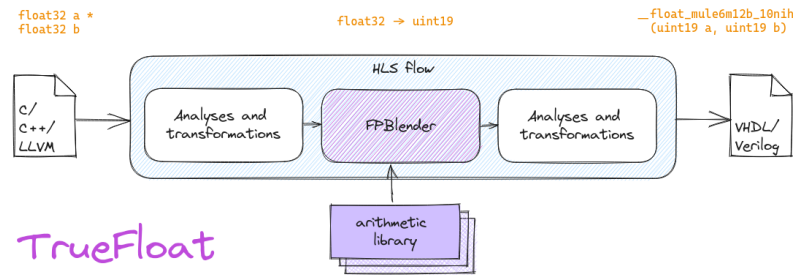 float32 a *
float32 b
float32 -> uint19
__float_mule6m12b_10nih
(uint19 a, uint19 b)
HLS flow
C/
C++/
LLVM
Analyses and
transformations
FPBlender
Analyses and
transformations
VHDL/
Verilog
arithmetic
library
TrueFloat